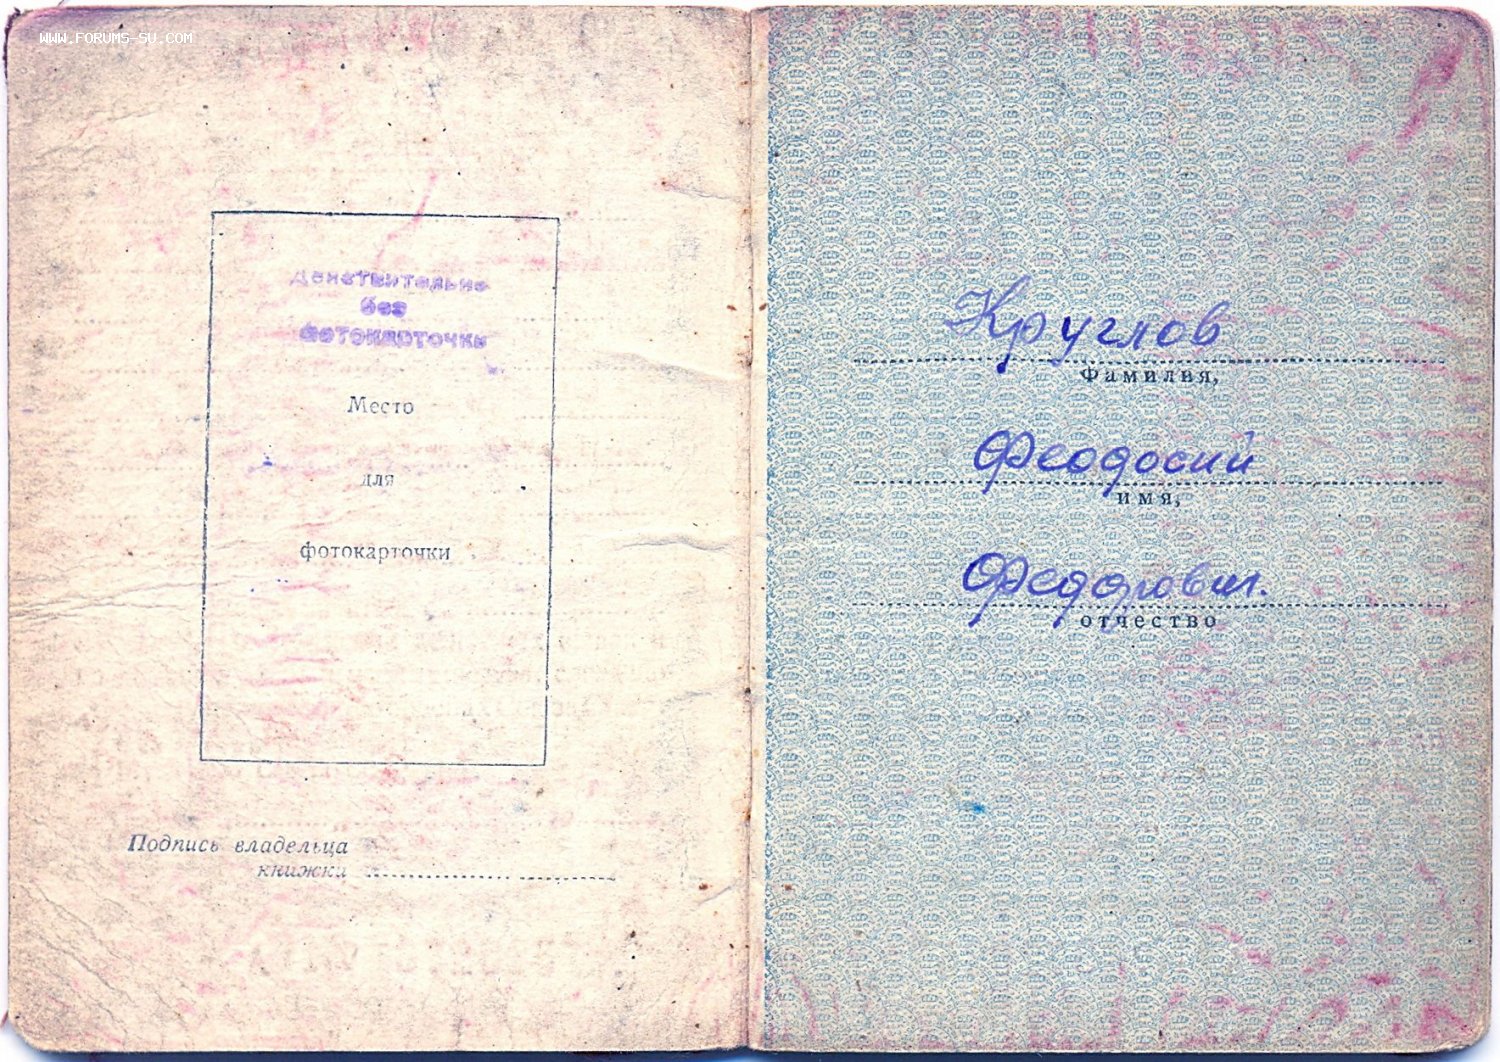 WWW.FORUMS-SU.COM
Действительно
без
фотокарточки
Место
для
фотокарточки
Подпись владельца
книжки
Круглов
Фамилия,
Феодосий
имя,
Федорович.
отчество